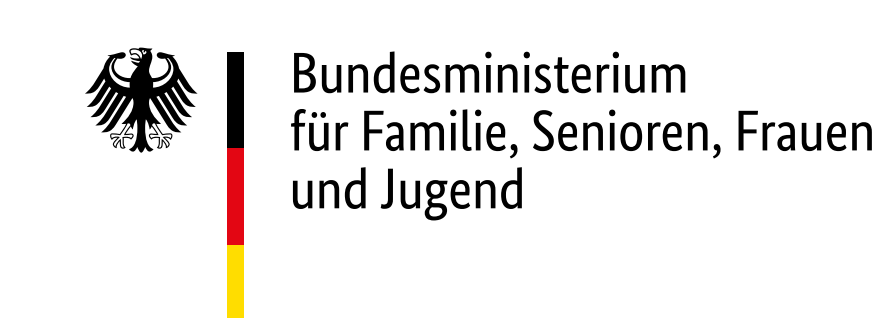 Bundesministerium
für Familie, Senioren, Frauen
und Jugend